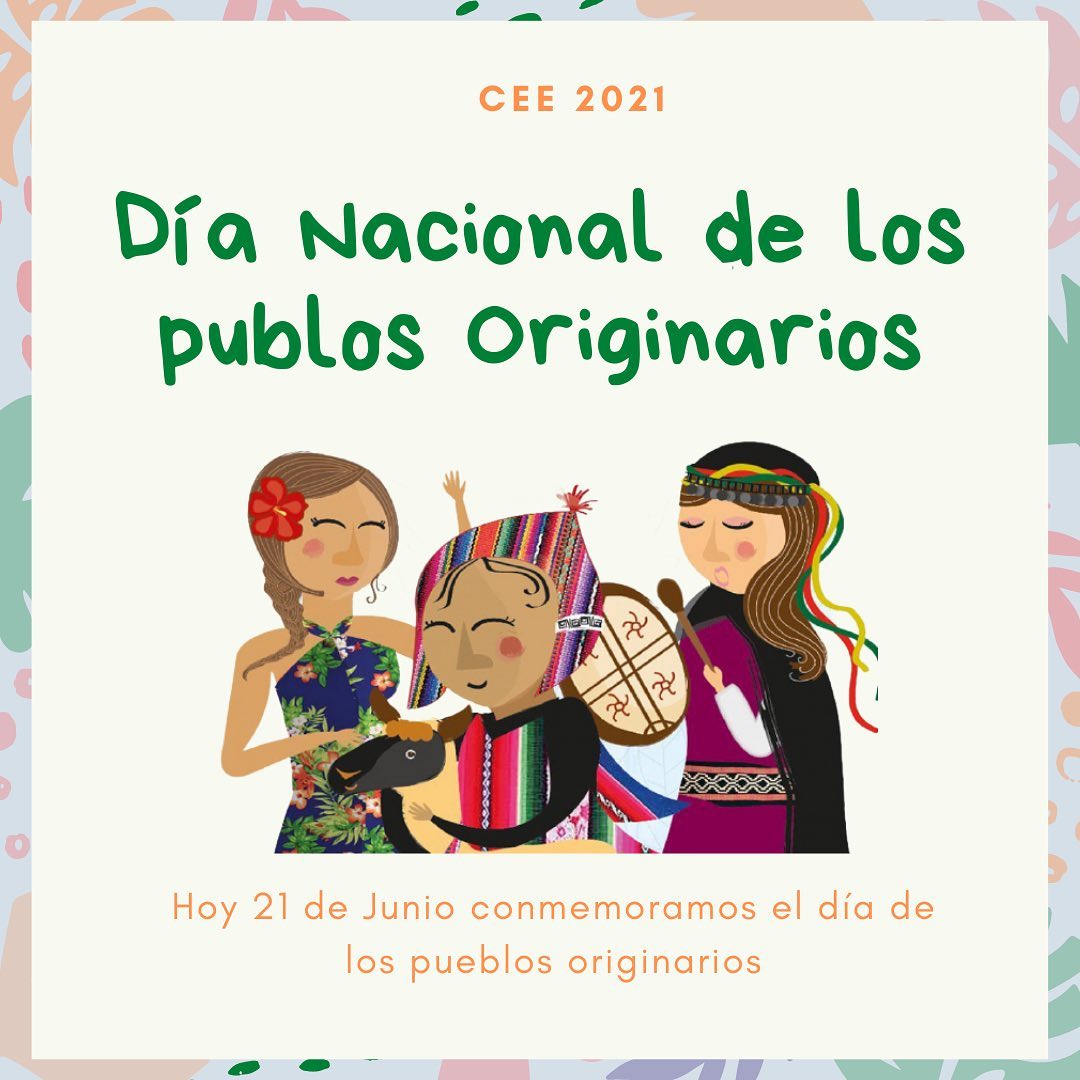 CEE 2021
Día Nacional de los
publos Originarios
Hoy 21 de Junio conmemoramos el día de
los pueblos originarios